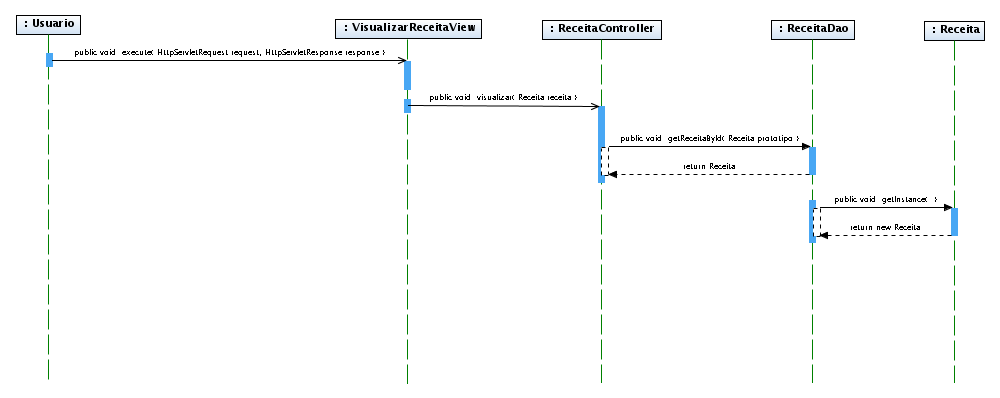 : Usuario
: VisualizarReceitaView
: ReceitaController
: ReceitaDao
: Receita
public void execute( HttpServletRequest request, HttpServletResponse response )
public void visualizar( Receita receita )
public void getReceitaById( Receita prototipo )
return Receita
public void getInstance( )
return new Receita